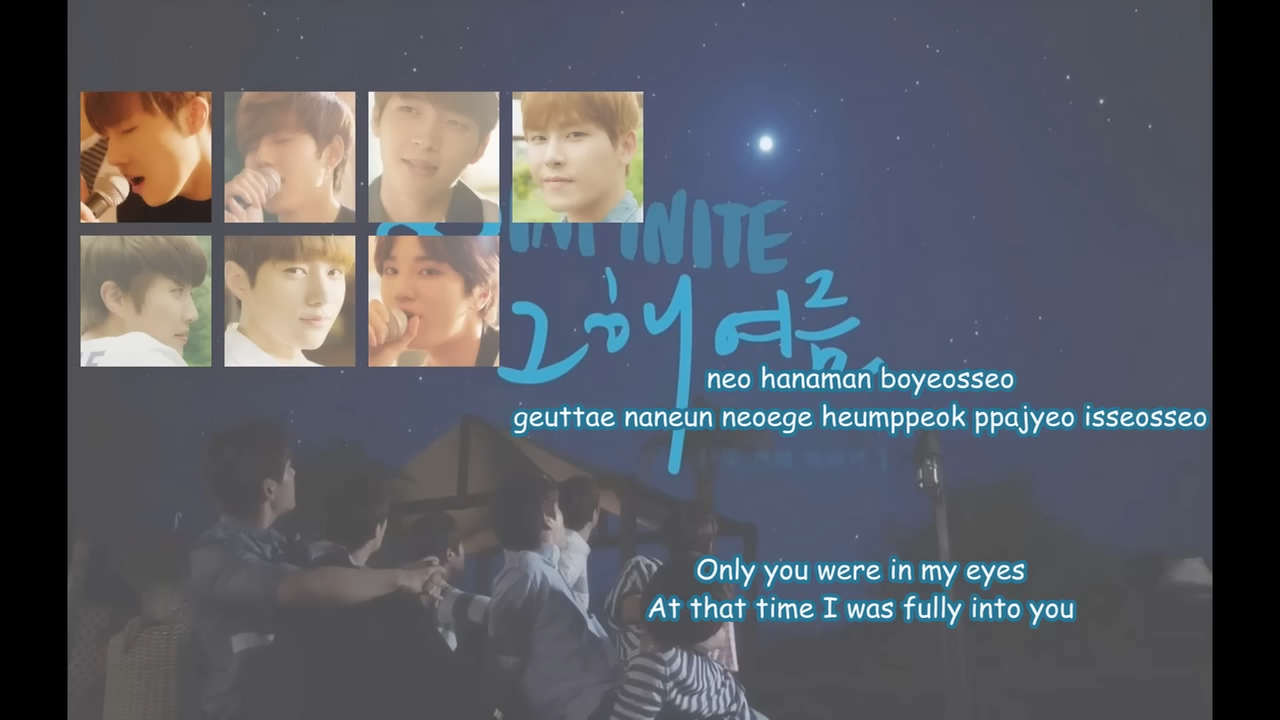 INFINITE
그 해 여름
neo hanaman boyeosseo
geuttae naneun neoege heumppeok ppajyeo isseosseo
Only you were in my eyes
At that time I was fully into you